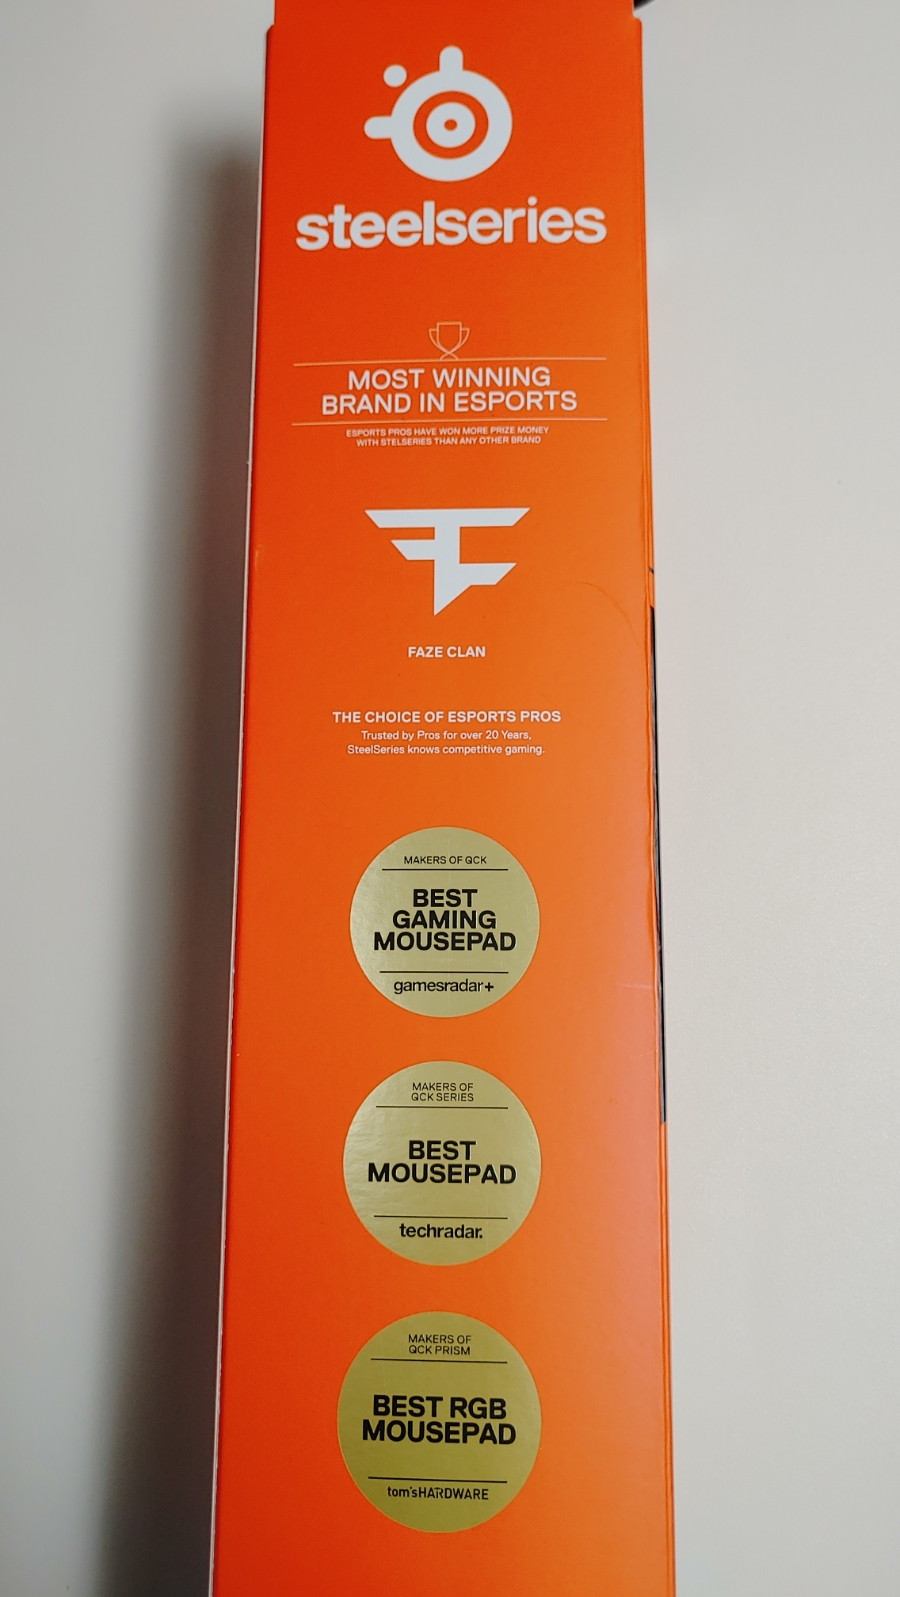 steelseries
MOST WINNING
BRAND IN ESPORTS
ESPORTS PROS HAVE WON MORE PRIZE MONEY
WITH STELSERIES THAN ANY OTHER BRAND
FAZE CLAN
THE CHOICE OF ESPORTS PROS
Trusted by Pros for over 20 Years,
SteelSeries knows competitive gaming.
MAKERS OF QCK
BEST
GAMING
MOUSEPAD
gamesradar+
MAKERS OF
QCK SERIES
BEST
MOUSEPAD
techradar.
MAKERS OF
QCK PRISM
BEST RGB
MOUSEPAD
tom'sHARDWARE